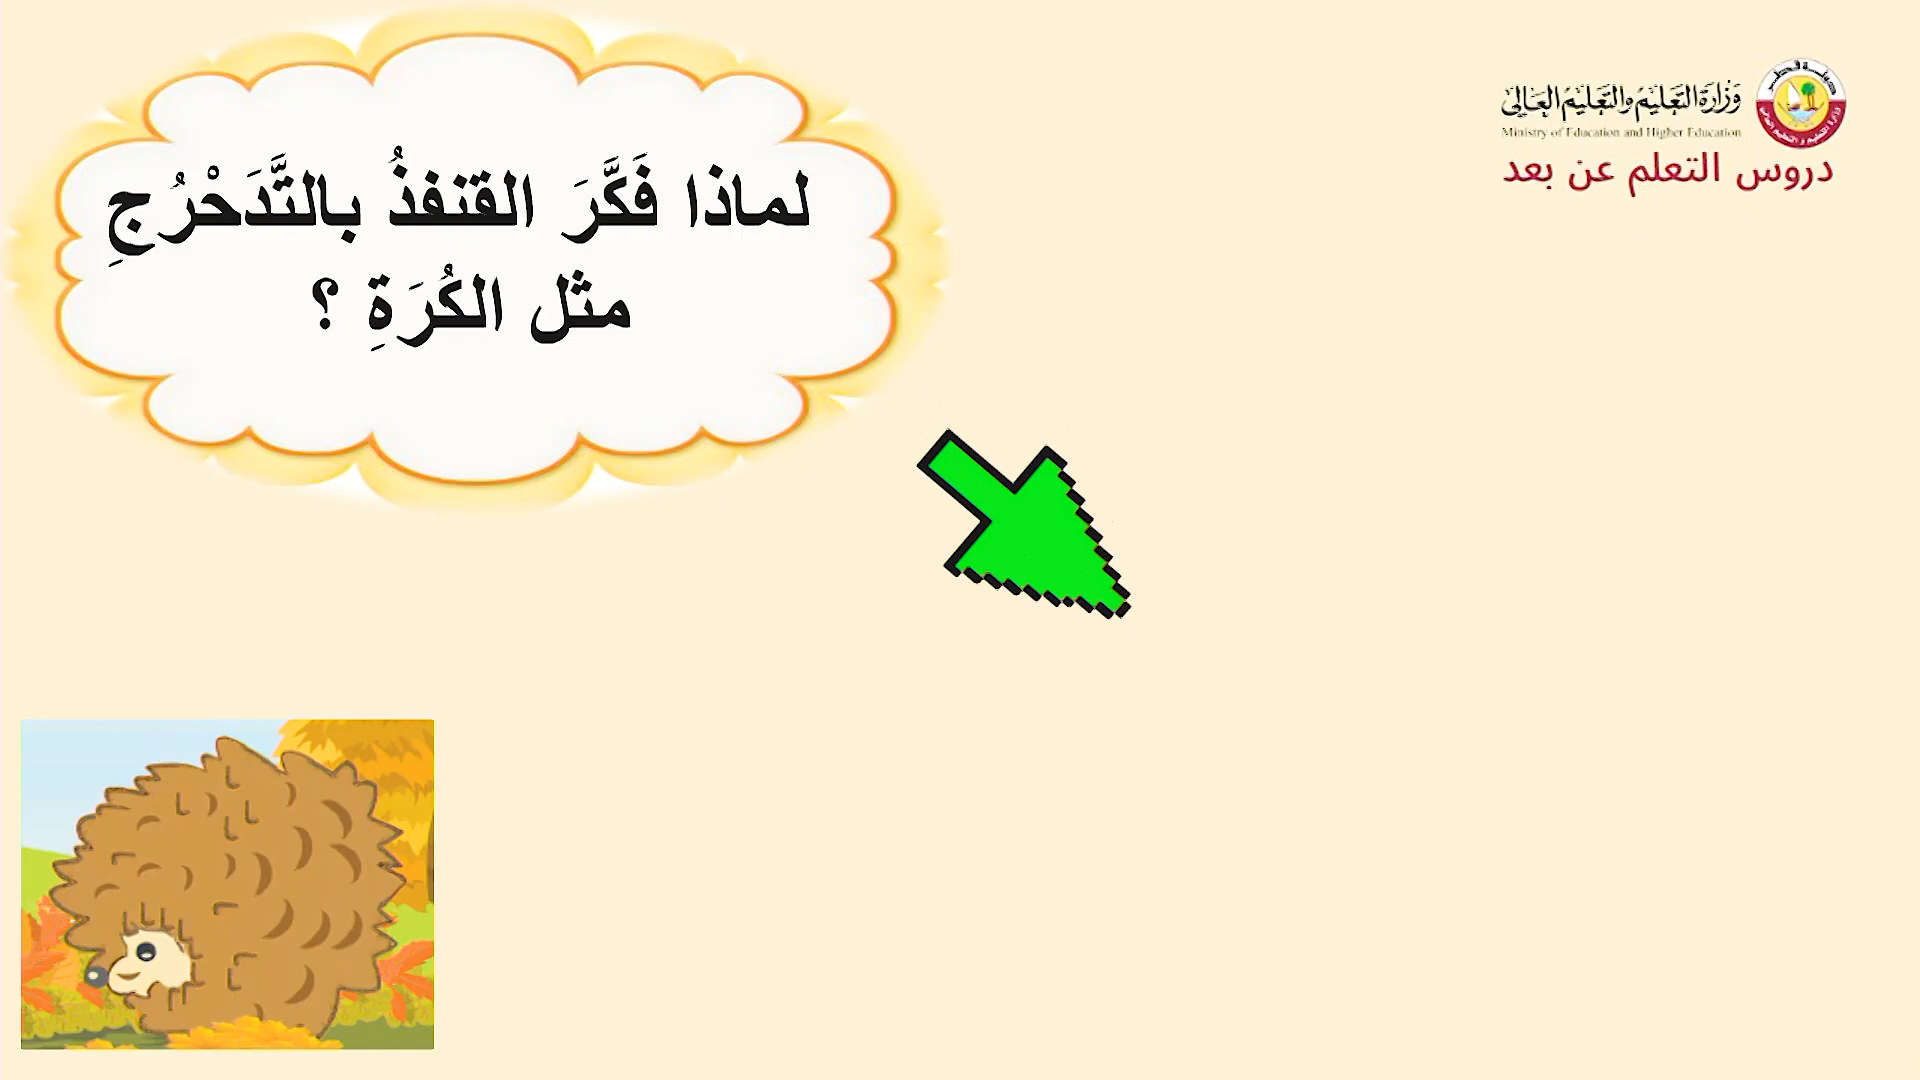 لماذا فَكَّرَ القنفذُ بالتَّدَحْرُجِ
مثل الكُرَةِ ؟
وزارة التعليم والتعليم العالي
Ministry of Education and Higher Education
دروس التعلم عن بعد